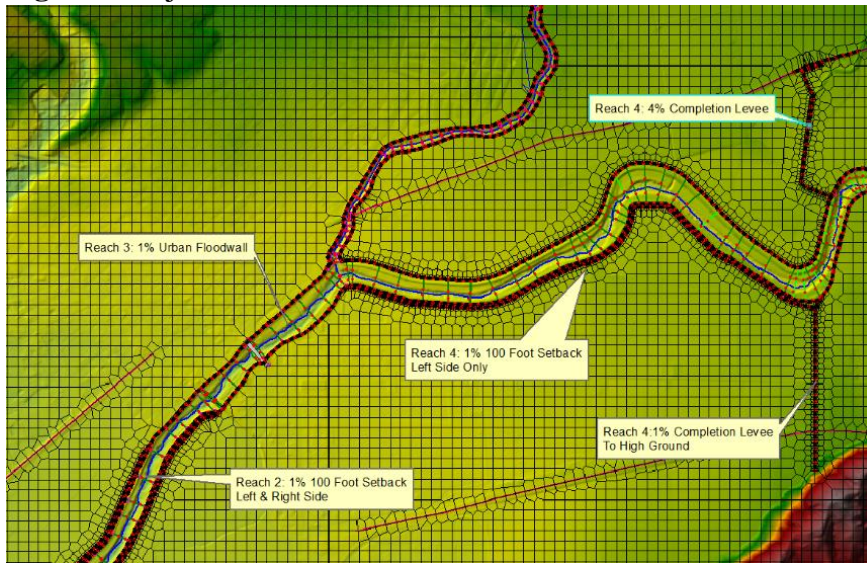 Reach 4: 4% Completion Levee
Reach 3: 1% Urban Floodwall
Reach 4: 1% 100 Foot Setback
Left Side Only
Reach 4:1% Completion Levee
To High Ground
Reach 2: 1% 100 Foot Setback
Left & Right Side